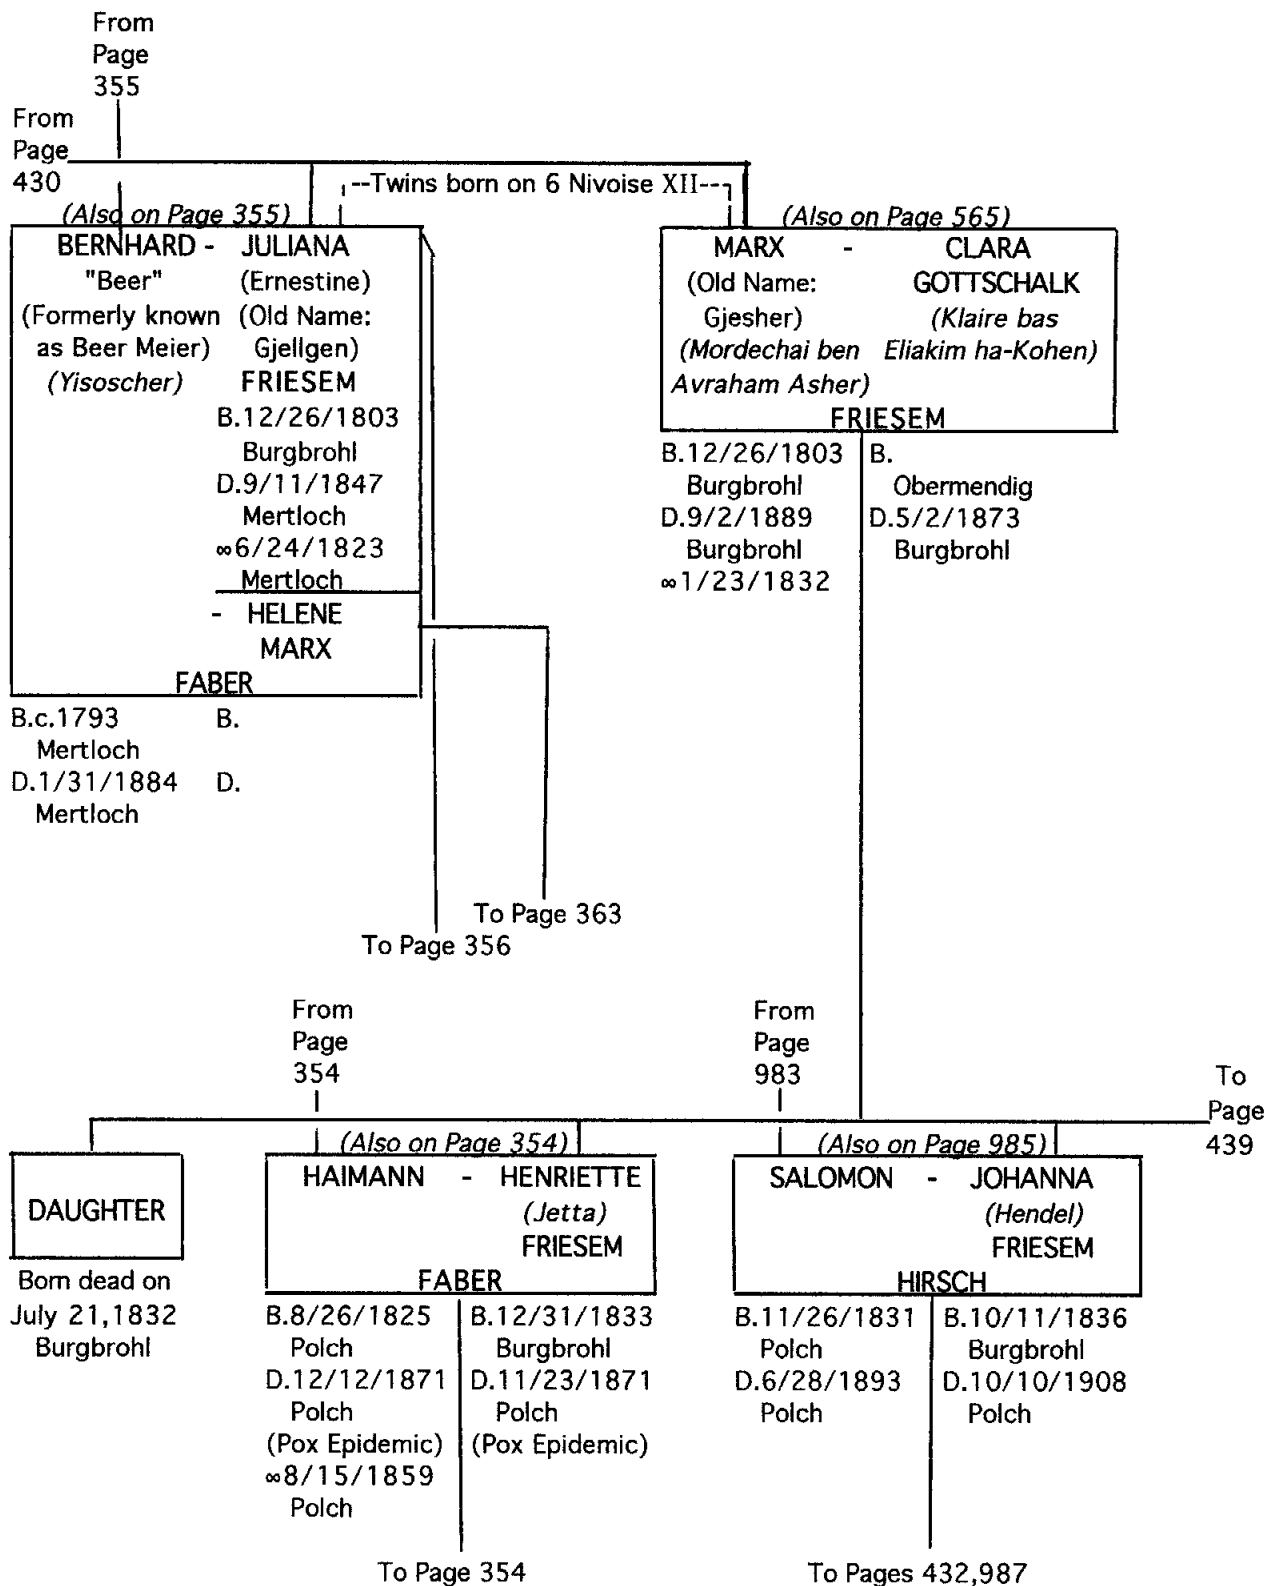 From
Page
355
From
Page
430
--Twins born on 6 Nivoise XII---
(Also on Page 355)
BERNHARD - JULIANA
"Beer" (Ernestine)
(Formerly known (Old Name:
as Beer Meier) Gjellgen)
(Yisoscher) FRIESEM
B.12/26/1803
Burgbrohl
D.9/11/1847
Mertloch
∞6/24/1823
Mertloch
- HELENE
MARX
FABER
B.c.1793 B.
Mertloch
D.1/31/1884 D.
Mertloch
(Also on Page 565)
MARX - CLARA
(Old Name: GOTTSCHALK
Gjesher) (Klaire bas
(Mordechai ben Eliakim ha-Kohen)
Avraham Asher)
FRIESEM
B.12/26/1803 B.
Burgbrohl Obermendig
D.9/2/1889 D.5/2/1873
Burgbrohl Burgbrohl
∞1/23/1832
To Page 363
To Page 356
From
Page
354
From
Page
983
To
Page
439
DAUGHTER
Born dead on
July 21,1832
Burgbrohl
(Also on Page 354)
HAIMANN - HENRIETTE
(Jetta)
FRIESEM
FABER
B.8/26/1825 B.12/31/1833
Polch Burgbrohl
D.12/12/1871 D.11/23/1871
Polch Polch
(Pox Epidemic) (Pox Epidemic)
∞8/15/1859
Polch
To Page 354
(Also on Page 985)
SALOMON - JOHANNA
(Hendel)
FRIESEM
HIRSCH
B.11/26/1831 B.10/11/1836
Polch Burgbrohl
D.6/28/1893 D.10/10/1908
Polch Polch
To Pages 432,987